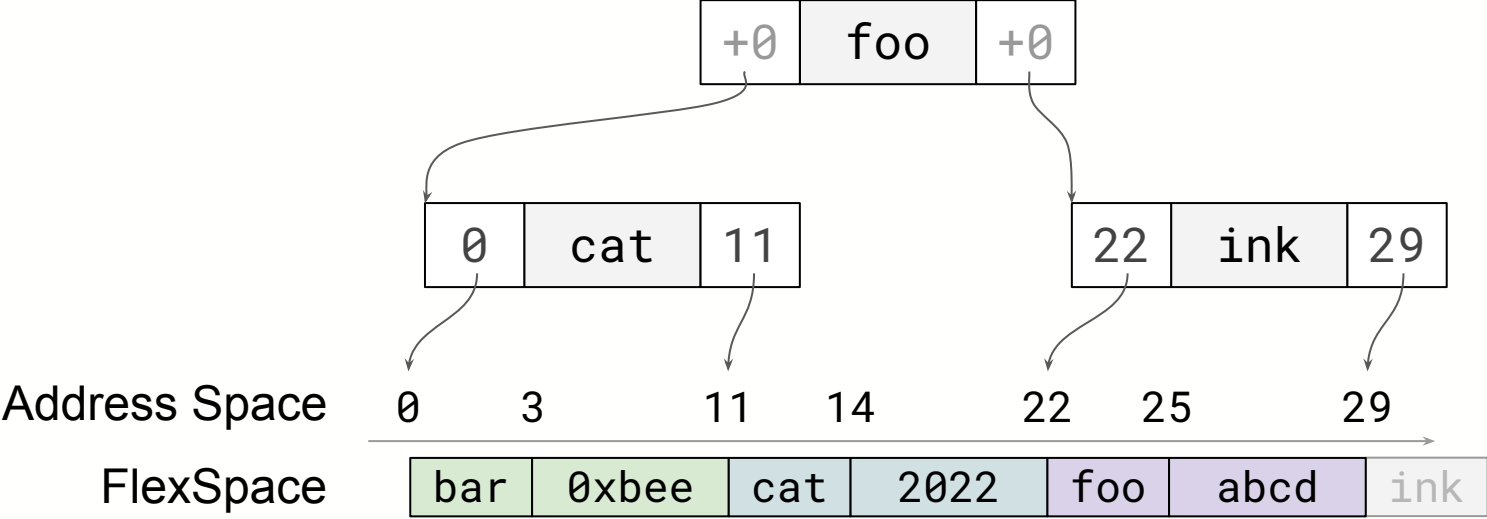 +0 foo +0
0 cat 11 22 ink 29
Address Space 0 3 11 14 22 25 29
FlexSpace bar 0xbee cat 2022 foo abcd ink